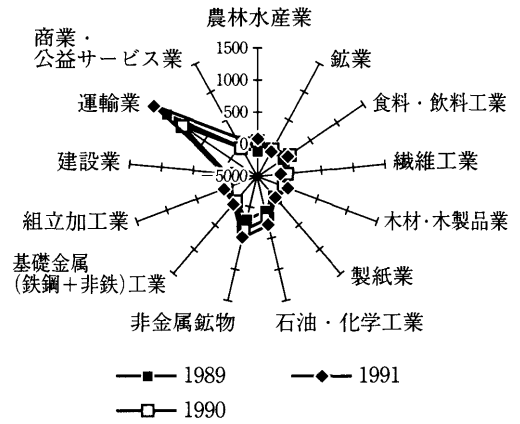 農林水産業
1500
1000
500
0
5000
鉱業
食料・飲料工業
繊維工業
木材・木製品業
製紙業
石油・化学工業
非金属鉱物
基礎金属
(鉄鋼+非鉄)工業
組立加工業
建設業
運輸業
商業・
公益サービス業
1989
1990
1991